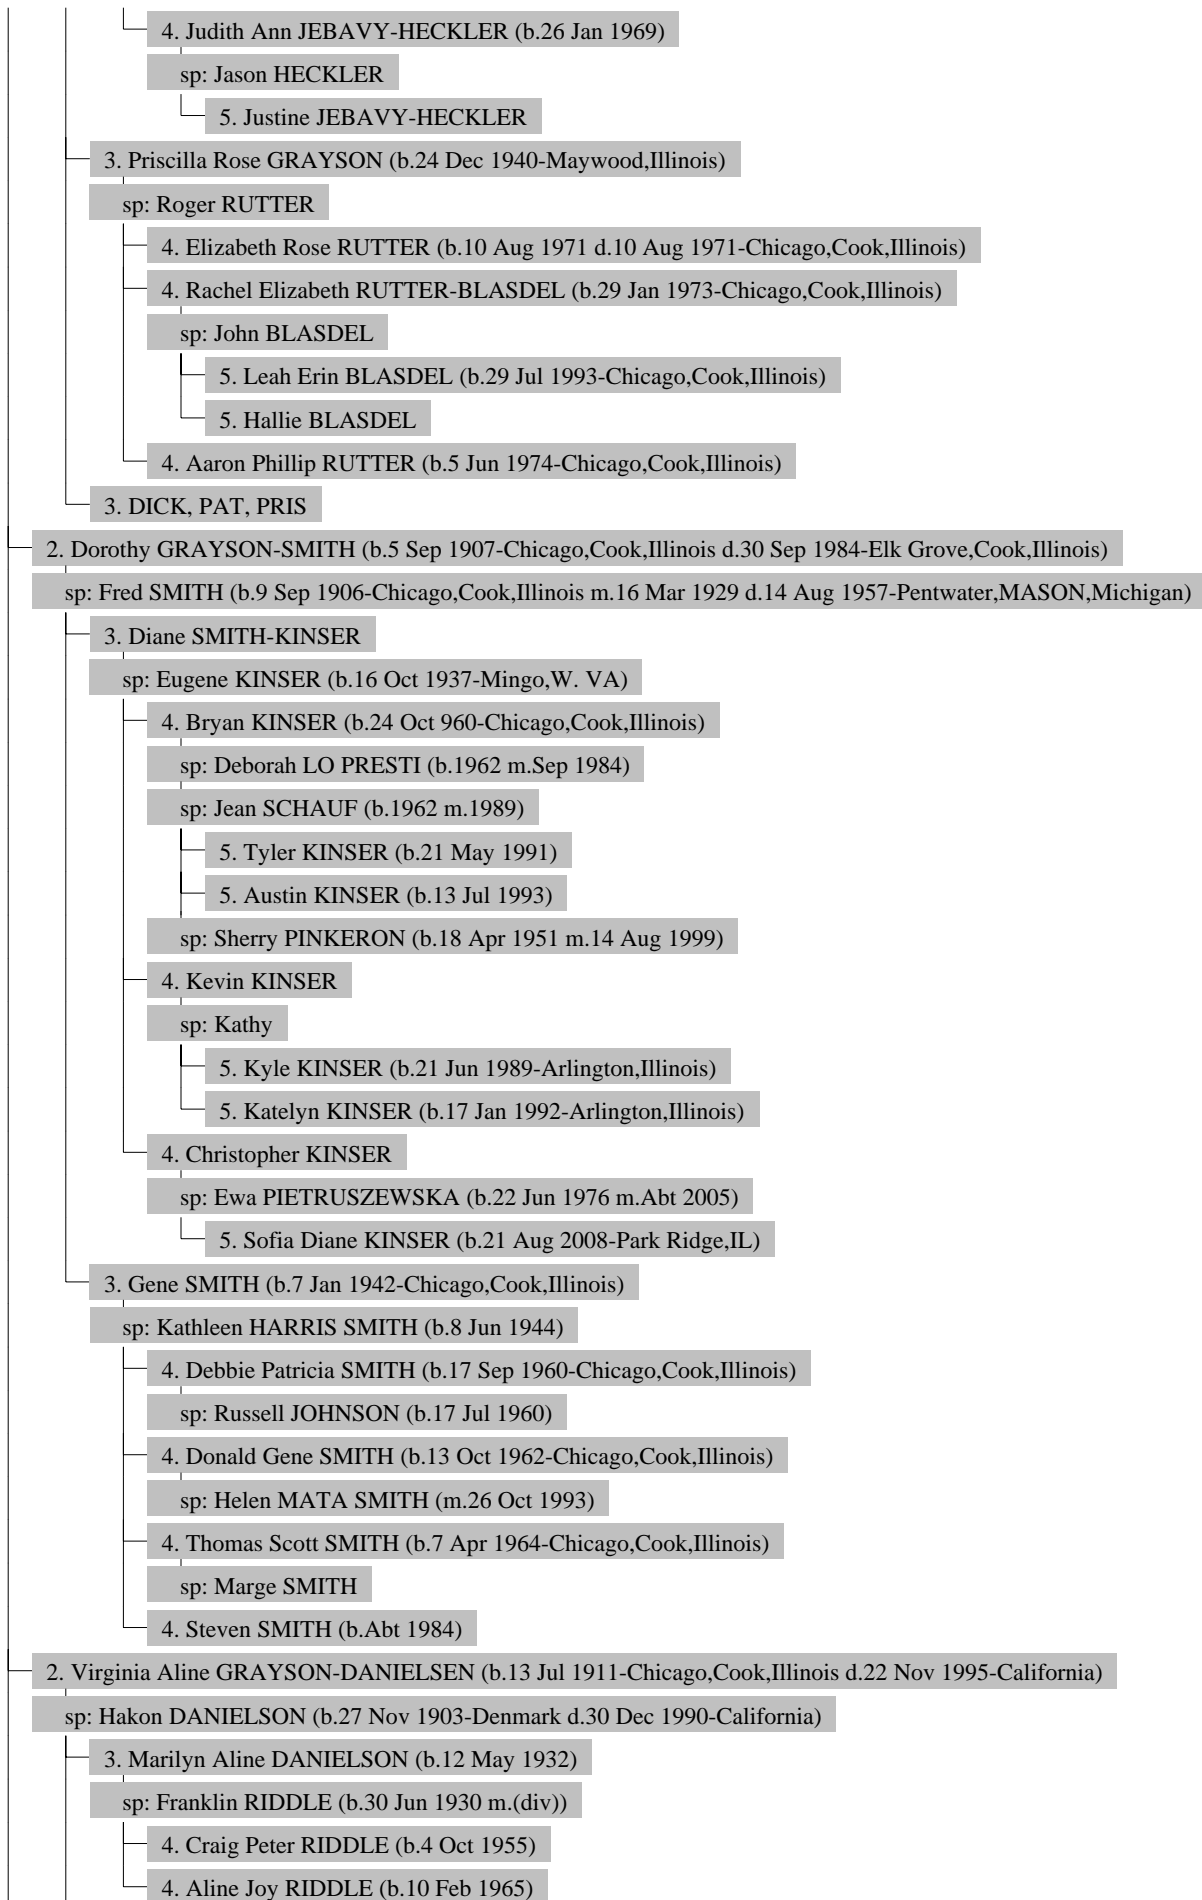 4. Judith Ann JEBAVY-HECKLER (b.26 Jan 1969)
sp: Jason HECKLER
5. Justine JEBAVY-HECKLER
3. Priscilla Rose GRAYSON (b.24 Dec 1940-Maywood,Illinois)
sp: Roger RUTTER
4. Elizabeth Rose RUTTER (b.10 Aug 1971 d.10 Aug 1971-Chicago,Cook,Illinois)
4. Rachel Elizabeth RUTTER-BLASDEL (b.29 Jan 1973-Chicago,Cook,Illinois)
sp: John BLASDEL
5. Leah Erin BLASDEL (b.29 Jul 1993-Chicago,Cook,Illinois)
5. Hallie BLASDEL
4. Aaron Phillip RUTTER (b.5 Jun 1974-Chicago,Cook,Illinois)
3. DICK, PAT, PRIS
2. Dorothy GRAYSON-SMITH (b.5 Sep 1907-Chicago,Cook,Illinois d.30 Sep 1984-Elk Grove,Cook,Illinois)
sp: Fred SMITH (b.9 Sep 1906-Chicago,Cook,Illinois m.16 Mar 1929 d.14 Aug 1957-Pentwater,MASON,Michigan)
3. Diane SMITH-KINSER
sp: Eugene KINSER (b.16 Oct 1937-Mingo,W. VA)
4. Bryan KINSER (b.24 Oct 960-Chicago,Cook,Illinois)
sp: Deborah LO PRESTI (b.1962 m.Sep 1984)
sp: Jean SCHAUF (b.1962 m.1989)
5. Tyler KINSER (b.21 May 1991)
5. Austin KINSER (b.13 Jul 1993)
sp: Sherry PINKERON (b.18 Apr 1951 m.14 Aug 1999)
4. Kevin KINSER
sp: Kathy
5. Kyle KINSER (b.21 Jun 1989-Arlington,Illinois)
5. Katelyn KINSER (b.17 Jan 1992-Arlington,Illinois)
4. Christopher KINSER
sp: Ewa PIETRUSZEWSKA (b.22 Jun 1976 m.Abt 2005)
5. Sofia Diane KINSER (b.21 Aug 2008-Park Ridge,IL)
3. Gene SMITH (b.7 Jan 1942-Chicago,Cook,Illinois)
sp: Kathleen HARRIS SMITH (b.8 Jun 1944)
4. Debbie Patricia SMITH (b.17 Sep 1960-Chicago,Cook,Illinois)
sp: Russell JOHNSON (b.17 Jul 1960)
4. Donald Gene SMITH (b.13 Oct 1962-Chicago,Cook,Illinois)
sp: Helen MATA SMITH (m.26 Oct 1993)
4. Thomas Scott SMITH (b.7 Apr 1964-Chicago,Cook,Illinois)
sp: Marge SMITH
4. Steven SMITH (b.Abt 1984)
2. Virginia Aline GRAYSON-DANIELSEN (b.13 Jul 1911-Chicago,Cook,Illinois d.22 Nov 1995-California)
sp: Hakon DANIELSON (b.27 Nov 1903-Denmark d.30 Dec 1990-California)
3. Marilyn Aline DANIELSON (b.12 May 1932)
sp: Franklin RIDDLE (b.30 Jun 1930 m.(div))
4. Craig Peter RIDDLE (b.4 Oct 1955)
4. Aline Joy RIDDLE (b.10 Feb 1965)